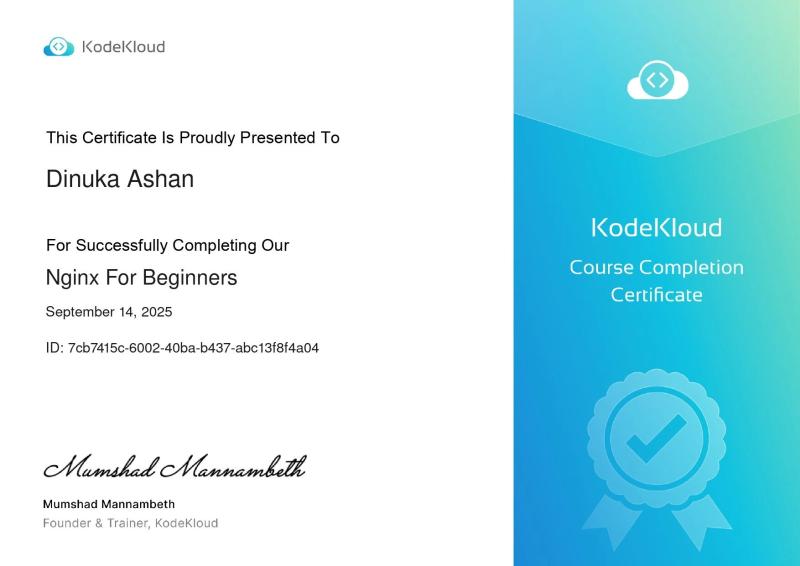 KodeKloud
This Certificate Is Proudly Presented To
Dinuka Ashan
For Successfully Completing Our
Nginx For Beginners
September 14, 2025
ID: 7cb7415c-6002-40ba-b437-abc13f8f4a04
Mumshad Mannambeth
Mumshad Mannambeth
Founder & Trainer, KodeKloud
KodeKloud
Course Completion
Certificate